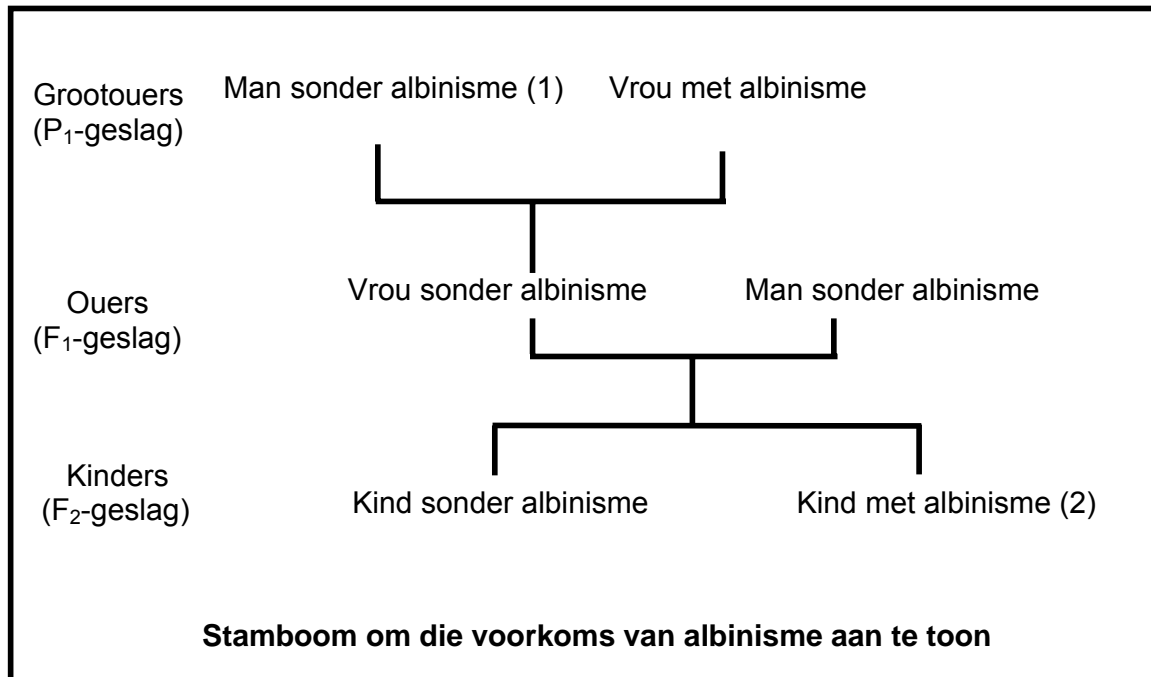 Grootouers
(P₁-geslag)
Man sonder albinisme (1) Vrou met albinisme
Ouers
(F₁-geslag)
Vrou sonder albinisme Man sonder albinisme
Kinders
(F₂-geslag)
Kind sonder albinisme Kind met albinisme (2)
Stamboom om die voorkoms van albinisme aan te toon